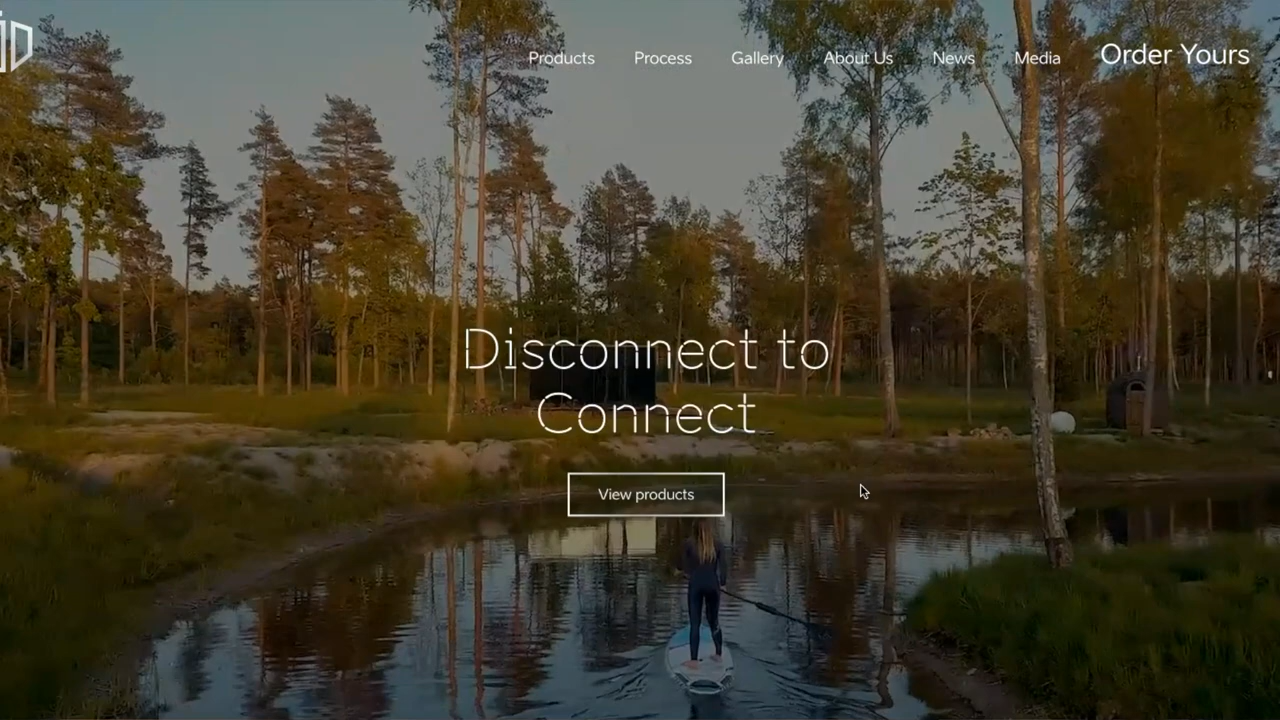 Products
Process
Gallery
About Us
News
Media
Order Yours
Disconnect to
Connect
View products